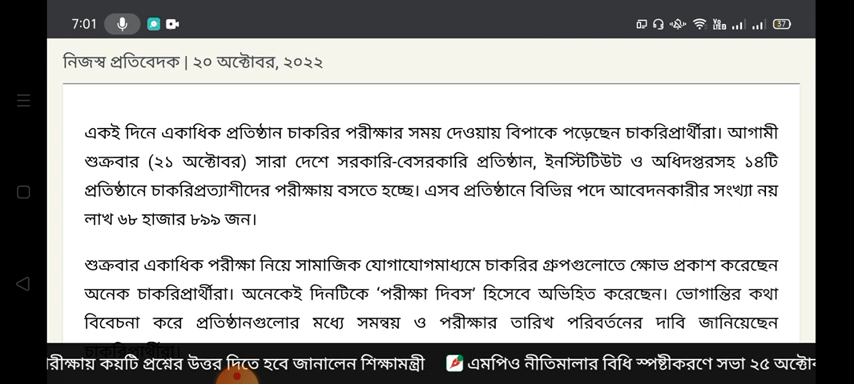 7:01
37
নিজস্ব প্রতিবেদক | ২০ অক্টোবর, ২০২২
একই দিনে একাধিক প্রতিষ্ঠান চাকরির পরীক্ষার সময় দেওয়ায় বিপাকে পড়েছেন চাকরিপ্রার্থীরা। আগামী
শুক্রবার (২১ অক্টোবর) সারা দেশে সরকারি-বেসরকারি প্রতিষ্ঠান, ইনস্টিটিউট ও অধিদপ্তরসহ ১৪টি
প্রতিষ্ঠানে চাকরিপ্রত্যাশীদের পরীক্ষায় বসতে হচ্ছে। এসব প্রতিষ্ঠানে বিভিন্ন পদে আবেদনকারীর সংখ্যা নয়
লাখ ৬৮ হাজার ৮৯৯ জন।
শুক্রবার একাধিক পরীক্ষা নিয়ে সামাজিক যোগাযোগমাধ্যমে চাকরির গ্রুপগুলোতে ক্ষোভ প্রকাশ করেছেন
অনেক চাকরিপ্রার্থীরা। অনেকেই দিনটিকে ‘পরীক্ষা দিবস’ হিসেবে অভিহিত করেছেন। ভোগান্তির কথা
বিবেচনা করে প্রতিষ্ঠানগুলোর মধ্যে সমন্বয় ও পরীক্ষার তারিখ পরিবর্তনের দাবি জানিয়েছেন
চাকরিপ্রার্থীরা।
রীক্ষায় কয়টি প্রশ্নের উত্তর দিতে হবে জানালেন শিক্ষামন্ত্রী এমপিও নীতিমালার বিধি স্পষ্টীকরণে সভা ২৫ অক্টো